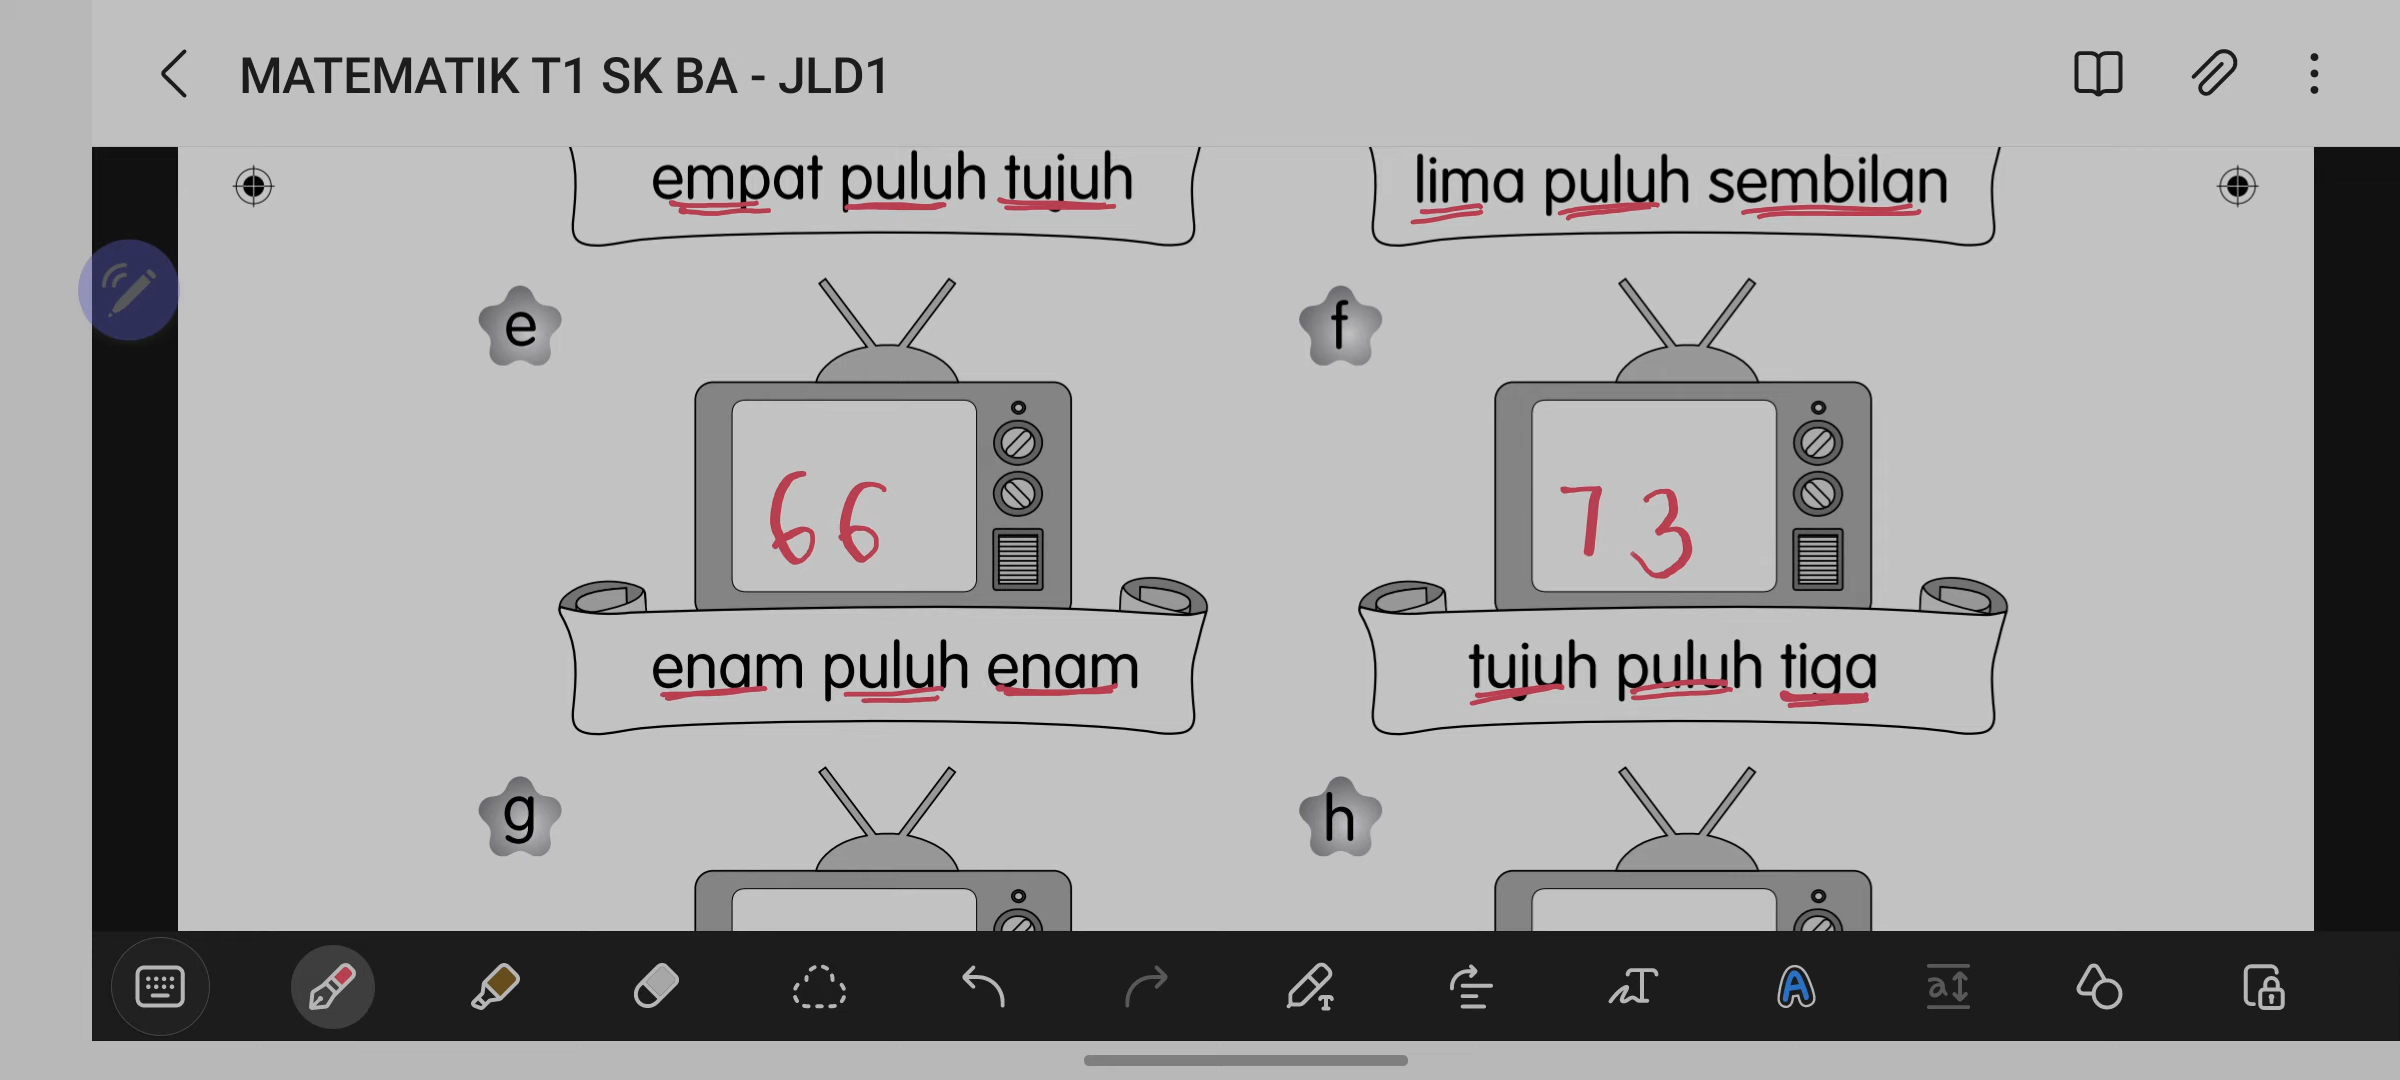 MATEMATIK T1 SK BA - JLD1
empat puluh tujuh
lima puluh sembilan
e
f
66
73
enam puluh enam
tujuh puluh tiga
g
h